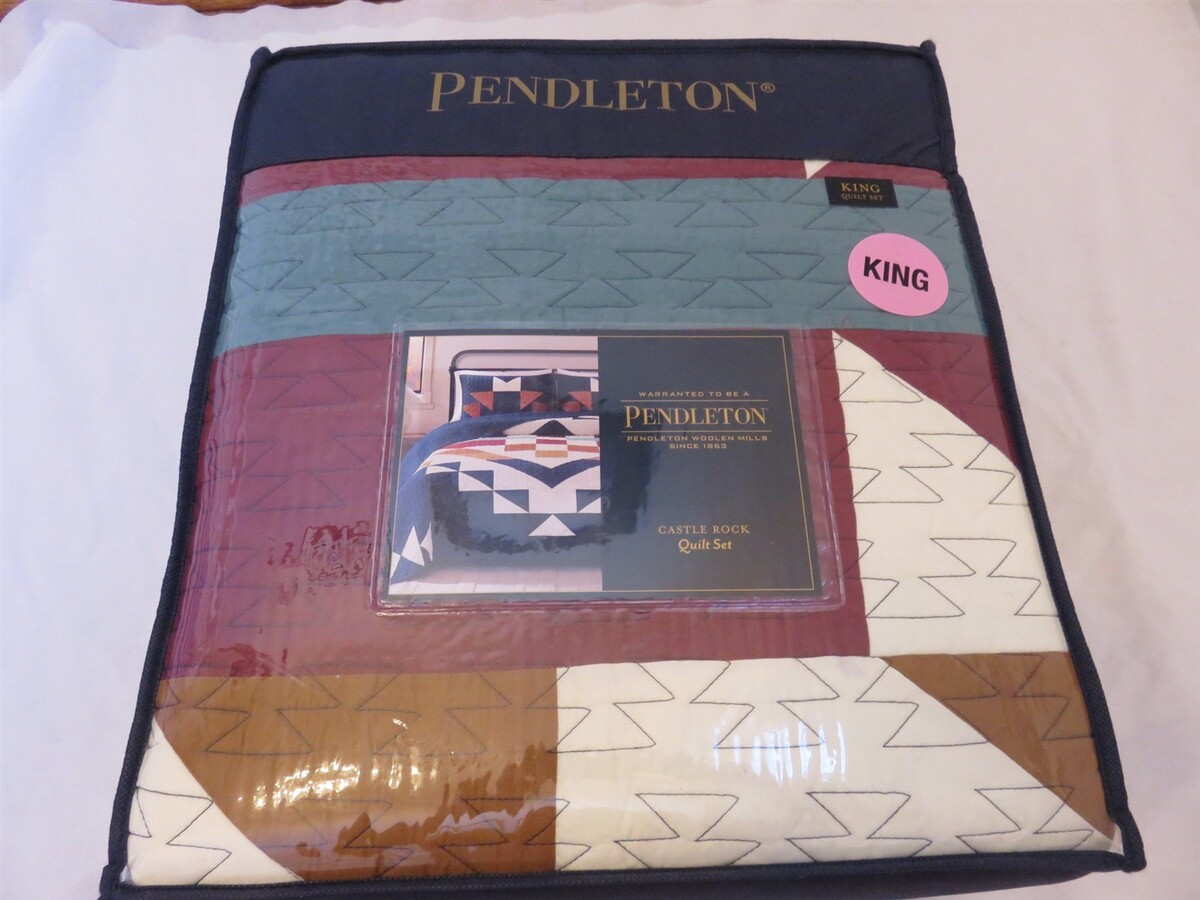 PENDLETON®
KING
QUILT SET
KING
WARRANTED TO BE A
PENDLETON
PENDLETON WOOLEN MILLS
SINCE 1863
CASTLE ROCK
Quilt Set